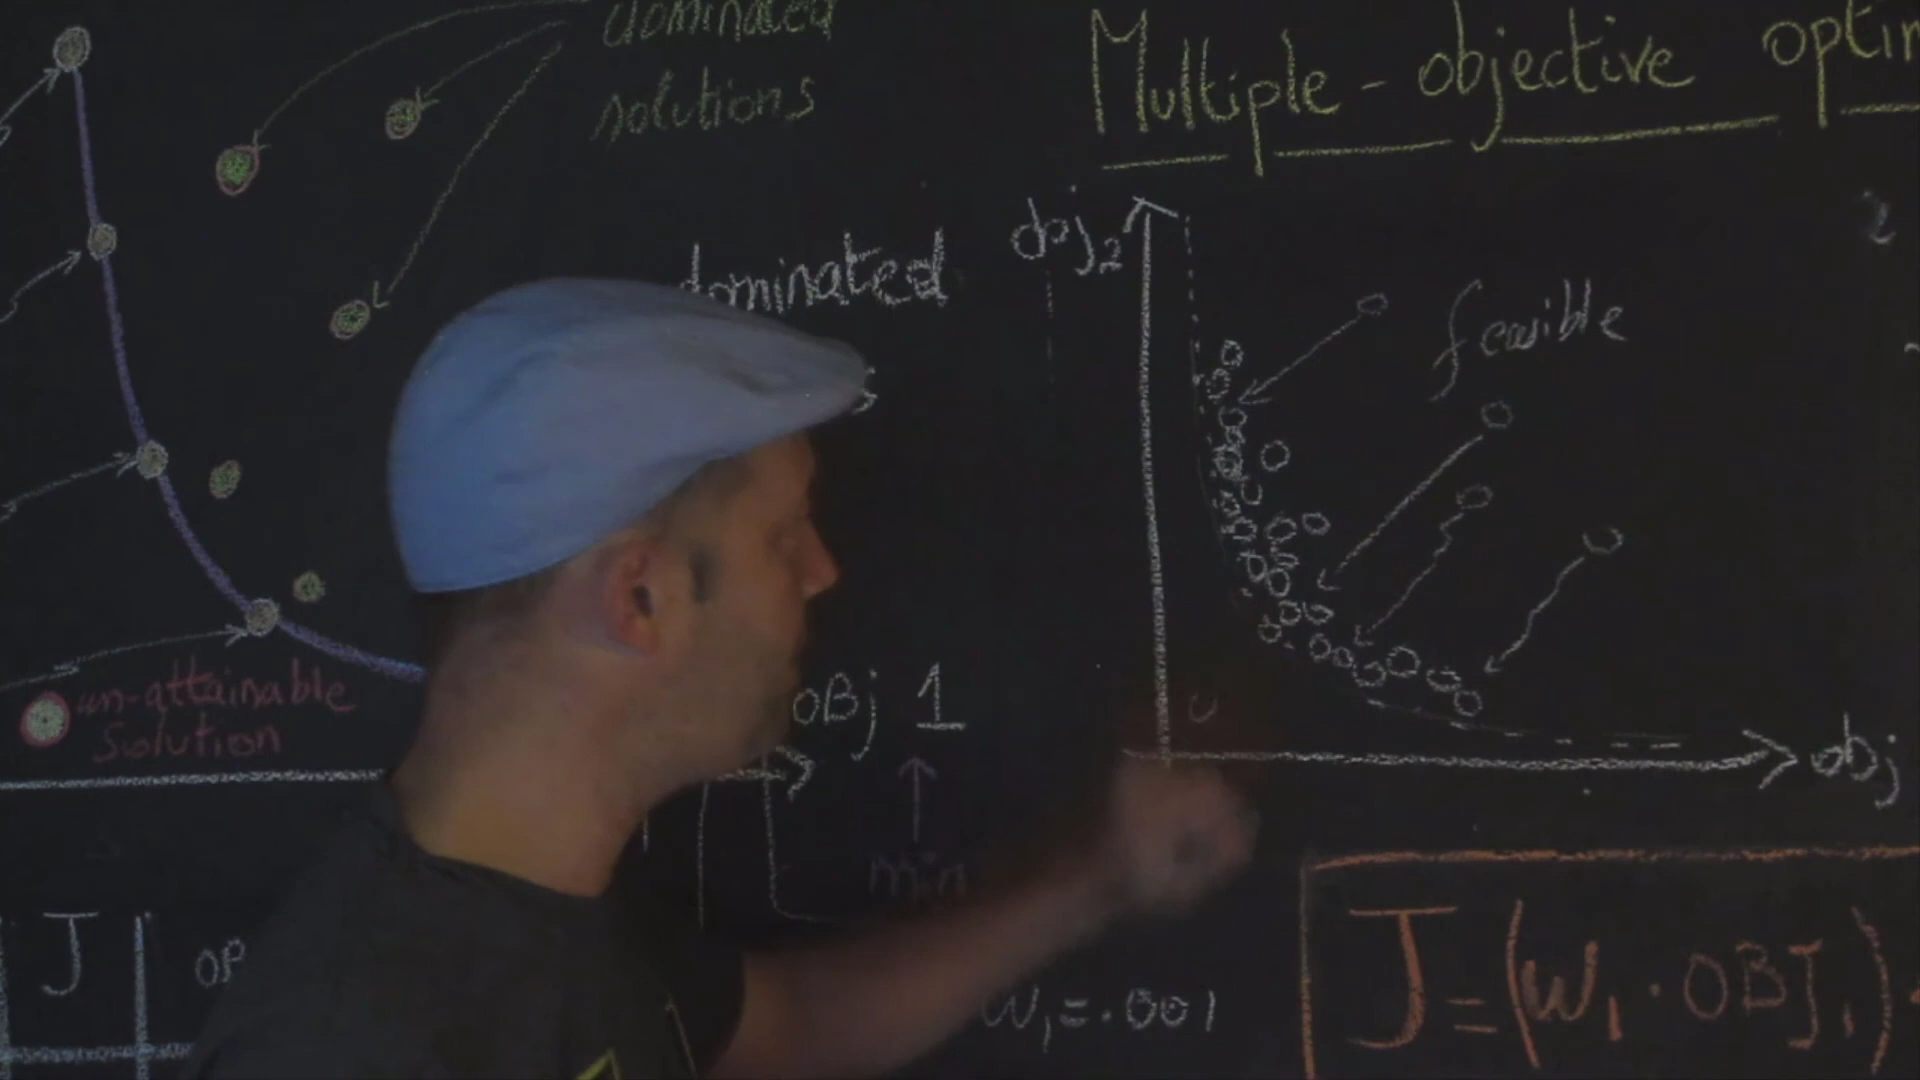 dominated
solutions
Multiple-objective optim
obj2
dominated
feasible
un-attainable
solution
OBj 1
obj
min
J
OP
W1=.001
J=(W1.OBJ1)